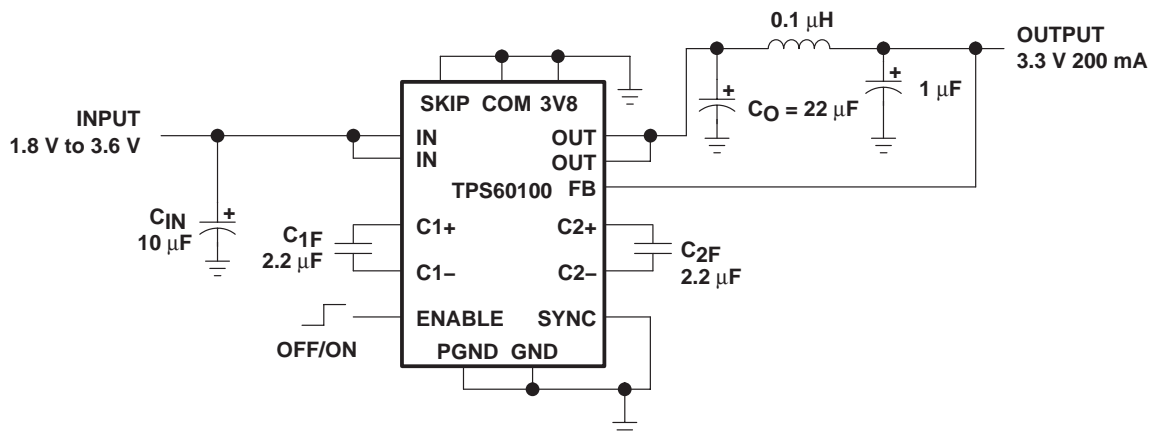 0.1 μH
OUTPUT
3.3 V 200 mA
+
+
1 μF
C_O = 22 μF
SKIP COM 3V8
INPUT
1.8 V to 3.6 V
IN
OUT
IN
OUT
TPS60100 FB
C_IN
+
10 μF
C1+
C2+
C_1F
2.2 μF
C_2F
2.2 μF
C1–
C2–
ENABLE SYNC
OFF/ON
PGND GND